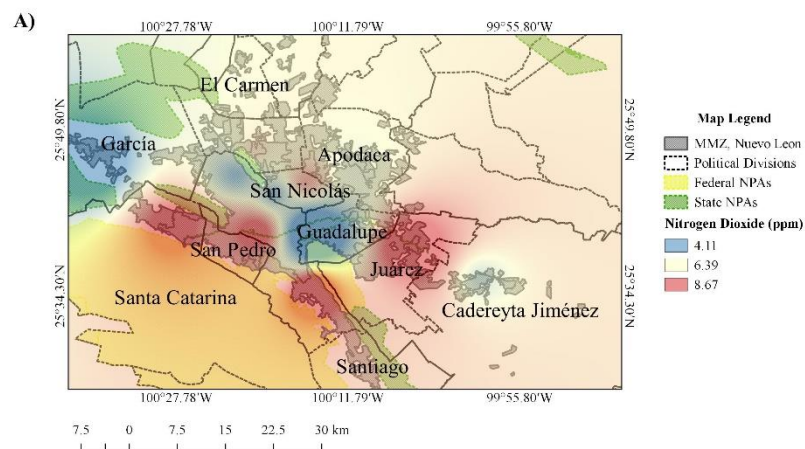 A)
100°27.78'W 100°11.79'W 99°55.80'W
El Carmen
25°49.80'N 25°49.80'N
García
Apodaca
San Nicolás
Guadalupe
San Pedro
Juárez
Santa Catarina
Cadereyta Jiménez
25°34.30'N 25°34.30'N
Santiago
100°27.78'W 100°11.79'W 99°55.80'W
7.5 0 7.5 15 22.5 30 km
Map Legend
MMZ, Nuevo Leon
Political Divisions
Federal NPAs
State NPAs
Nitrogen Dioxide (ppm)
4.11
6.39
8.67